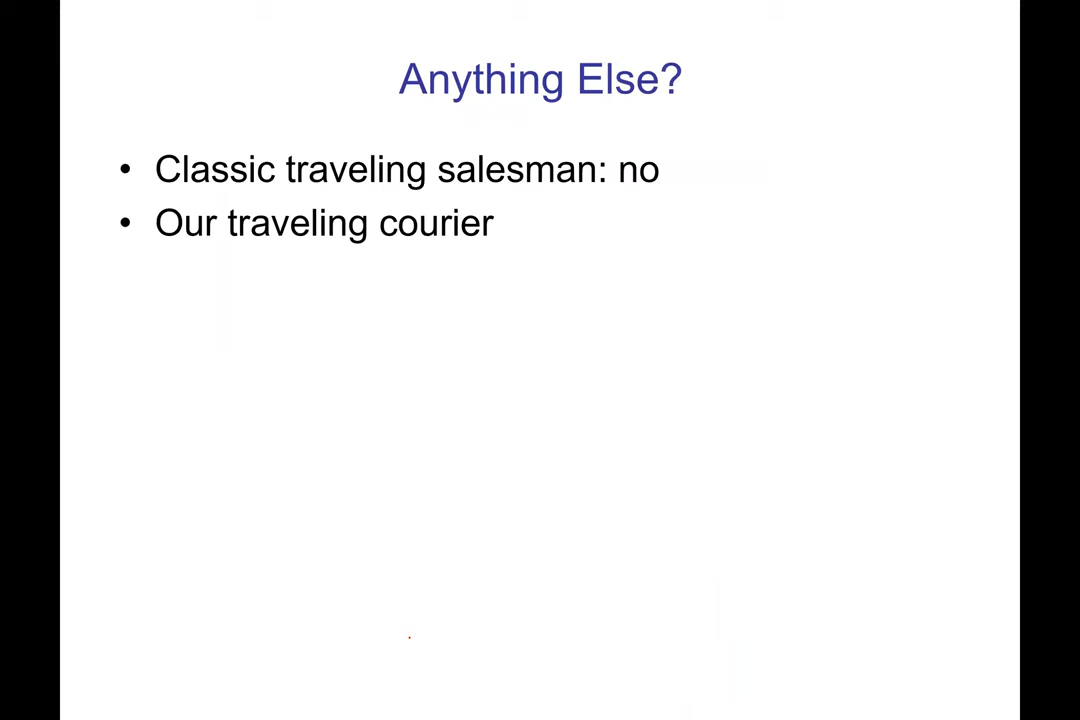 Anything Else?
• Classic traveling salesman: no
• Our traveling courier